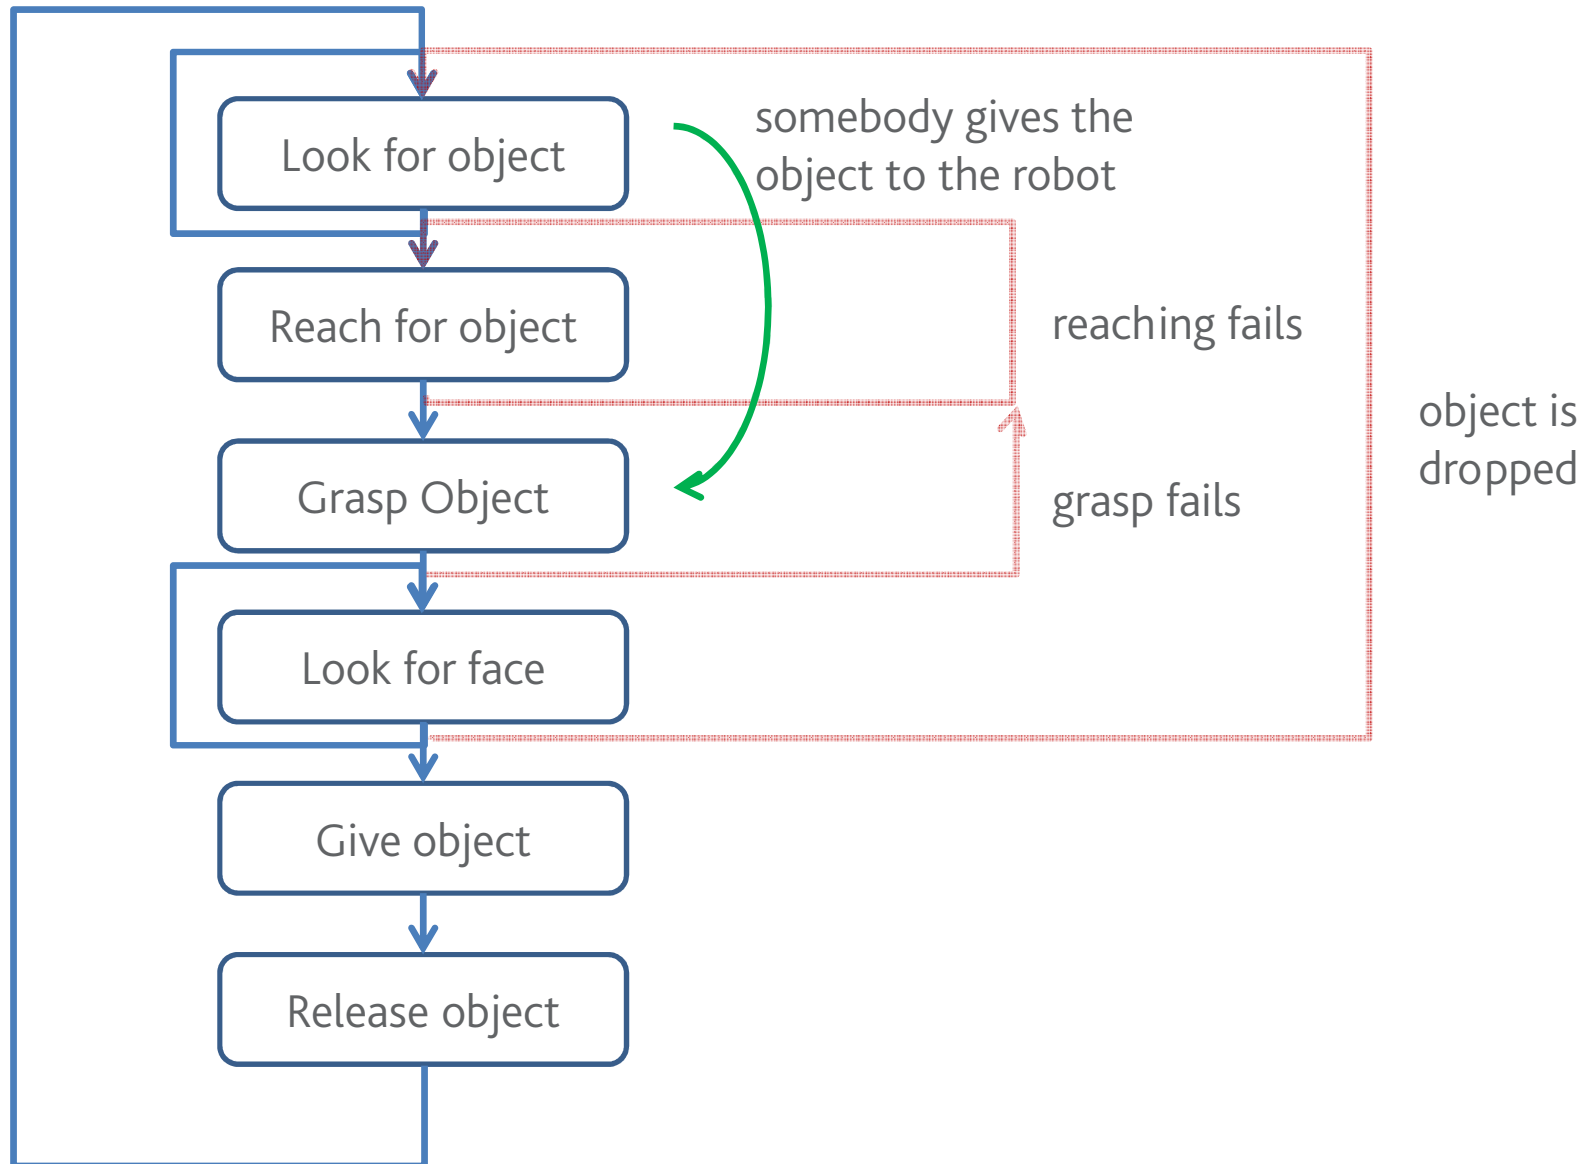 Look for object
somebody gives the
object to the robot
Reach for object
reaching fails
object is
dropped
Grasp Object
grasp fails
Look for face
Give object
Release object